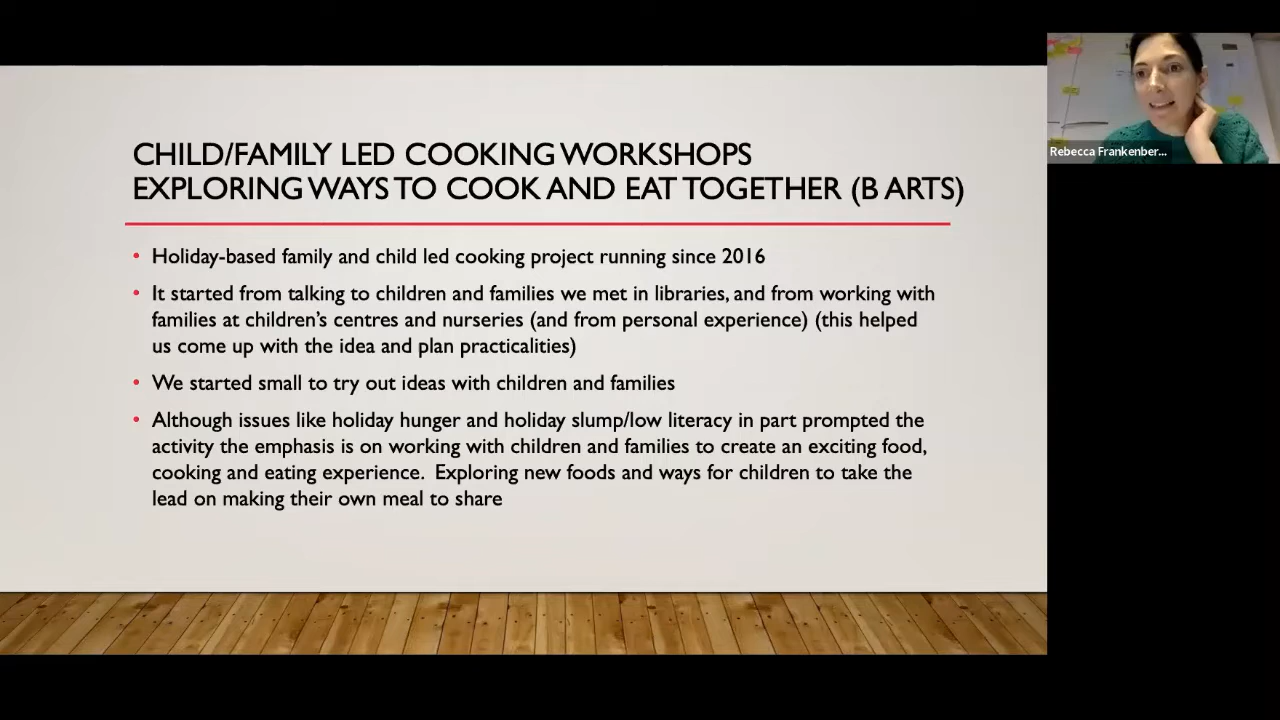 CHILD/FAMILY LED COOKING WORKSHOPS
EXPLORING WAYS TO COOK AND EAT TOGETHER (B ARTS)
• Holiday-based family and child led cooking project running since 2016
• It started from talking to children and families we met in libraries, and from working with
families at children's centres and nurseries (and from personal experience) (this helped
us come up with the idea and plan practicalities)
• We started small to try out ideas with children and families
• Although issues like holiday hunger and holiday slump/low literacy in part prompted the
activity the emphasis is on working with children and families to create an exciting food,
cooking and eating experience.  Exploring new foods and ways for children to take the
lead on making their own meal to share
Rebecca Frankenber...